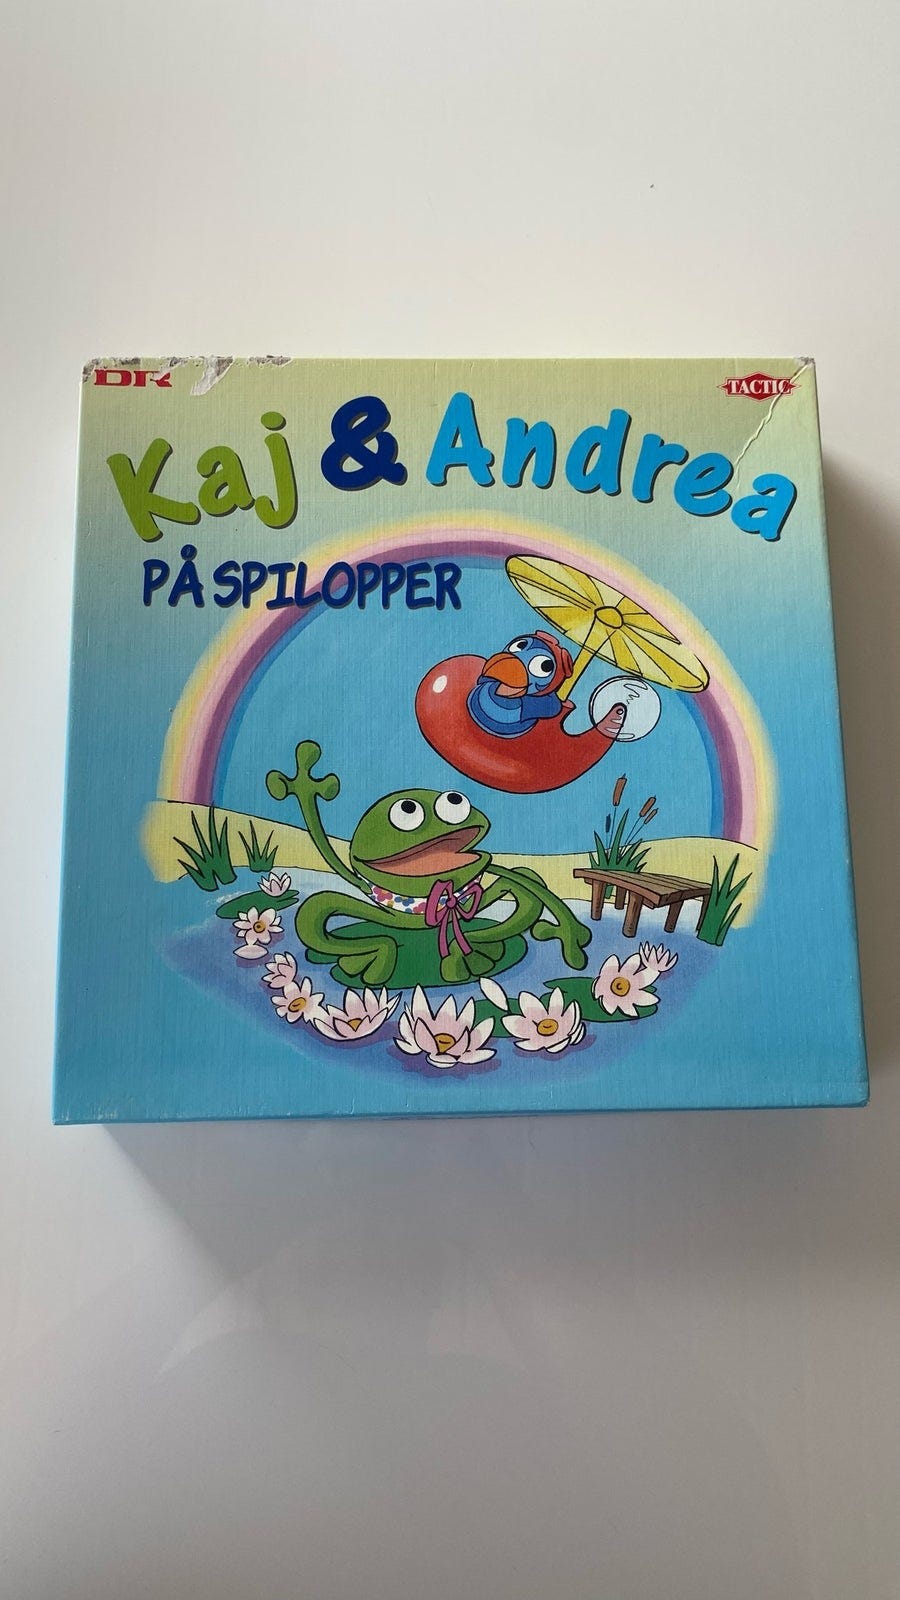 DR
TACTIC
Kaj & Andrea
PÅ SPILOPPER